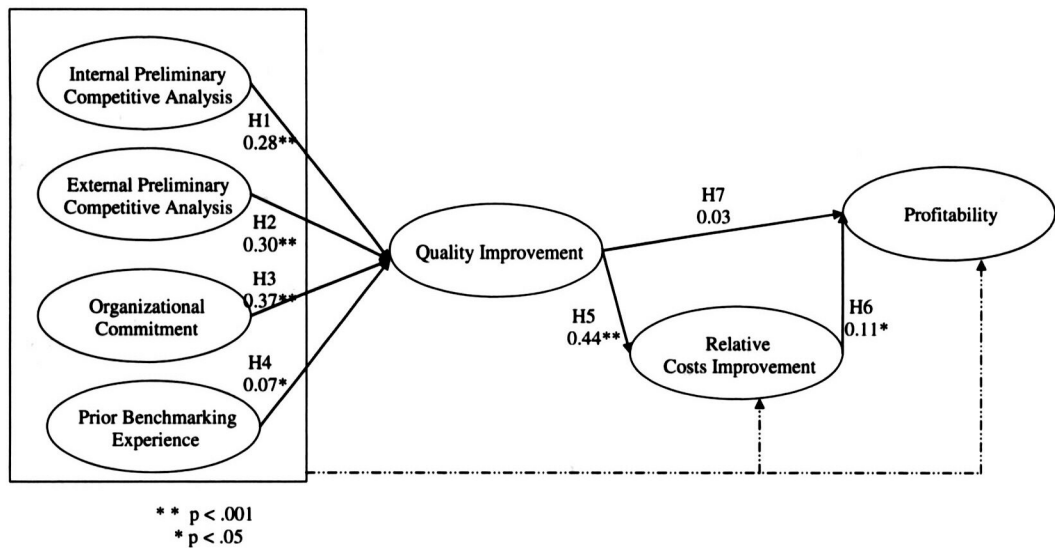 Internal Preliminary
Competitive Analysis
H1
0.28**
External Preliminary
Competitive Analysis
H2
0.30**
H3
0.37**
Organizational
Commitment
H4
0.07*
Prior Benchmarking
Experience
Quality Improvement
H7
0.03
Profitability
H5
0.44**
Relative
Costs Improvement
H6
0.11*
** p < .001
* p < .05